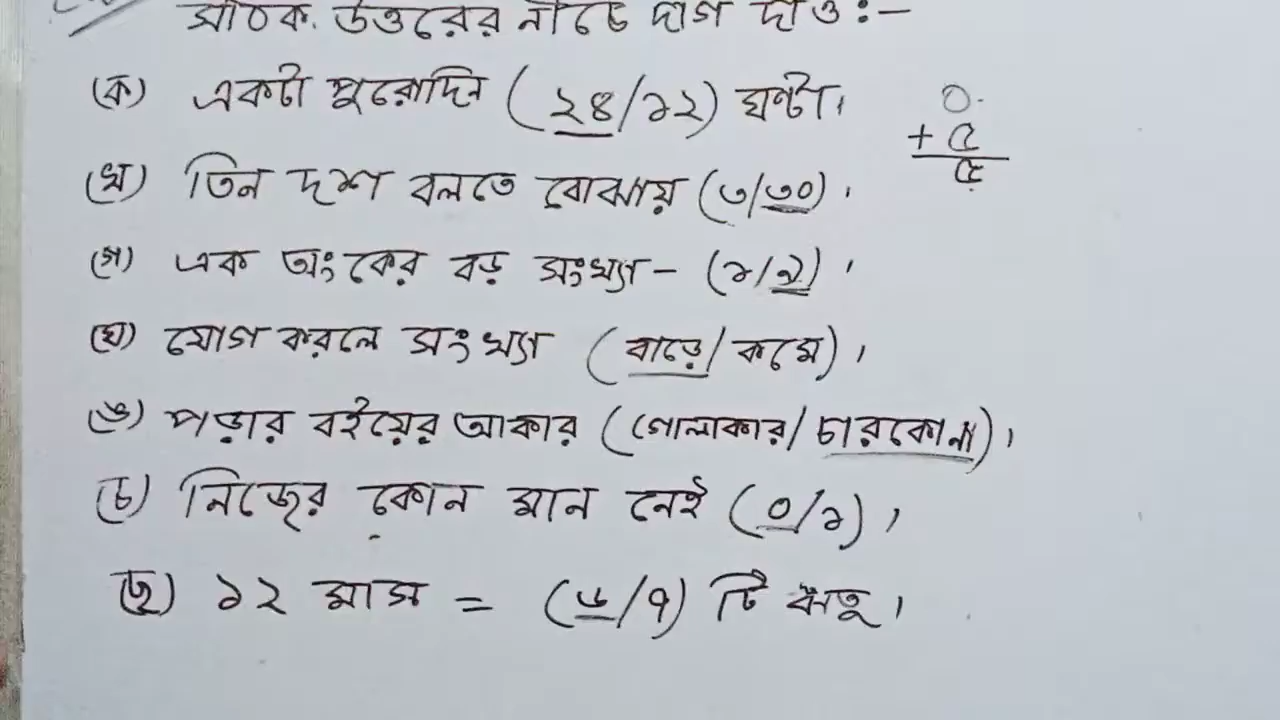 সঠিক উত্তরের নীচে দাগ দাও :-
(ক) একটা পুরোদিন (২৪/১২) ঘণ্টা।
০
+ ৫
৫
(খ) তিন দশ বলতে বোঝায় (৩/৩০)।
(গ) এক অংকের বড় সংখ্যা - (১/৯)।
(ঘ) যোগ করলে সংখ্যা (বাড়ে/কমে)।
(ঙ) পড়ার বইয়ের আকার (গোলাকার/চারকোনা)।
(চ) নিজের কোন মান নেই (০/১)।
(ছ) ১২ মাস = (৬/৭) টি ঋতু।